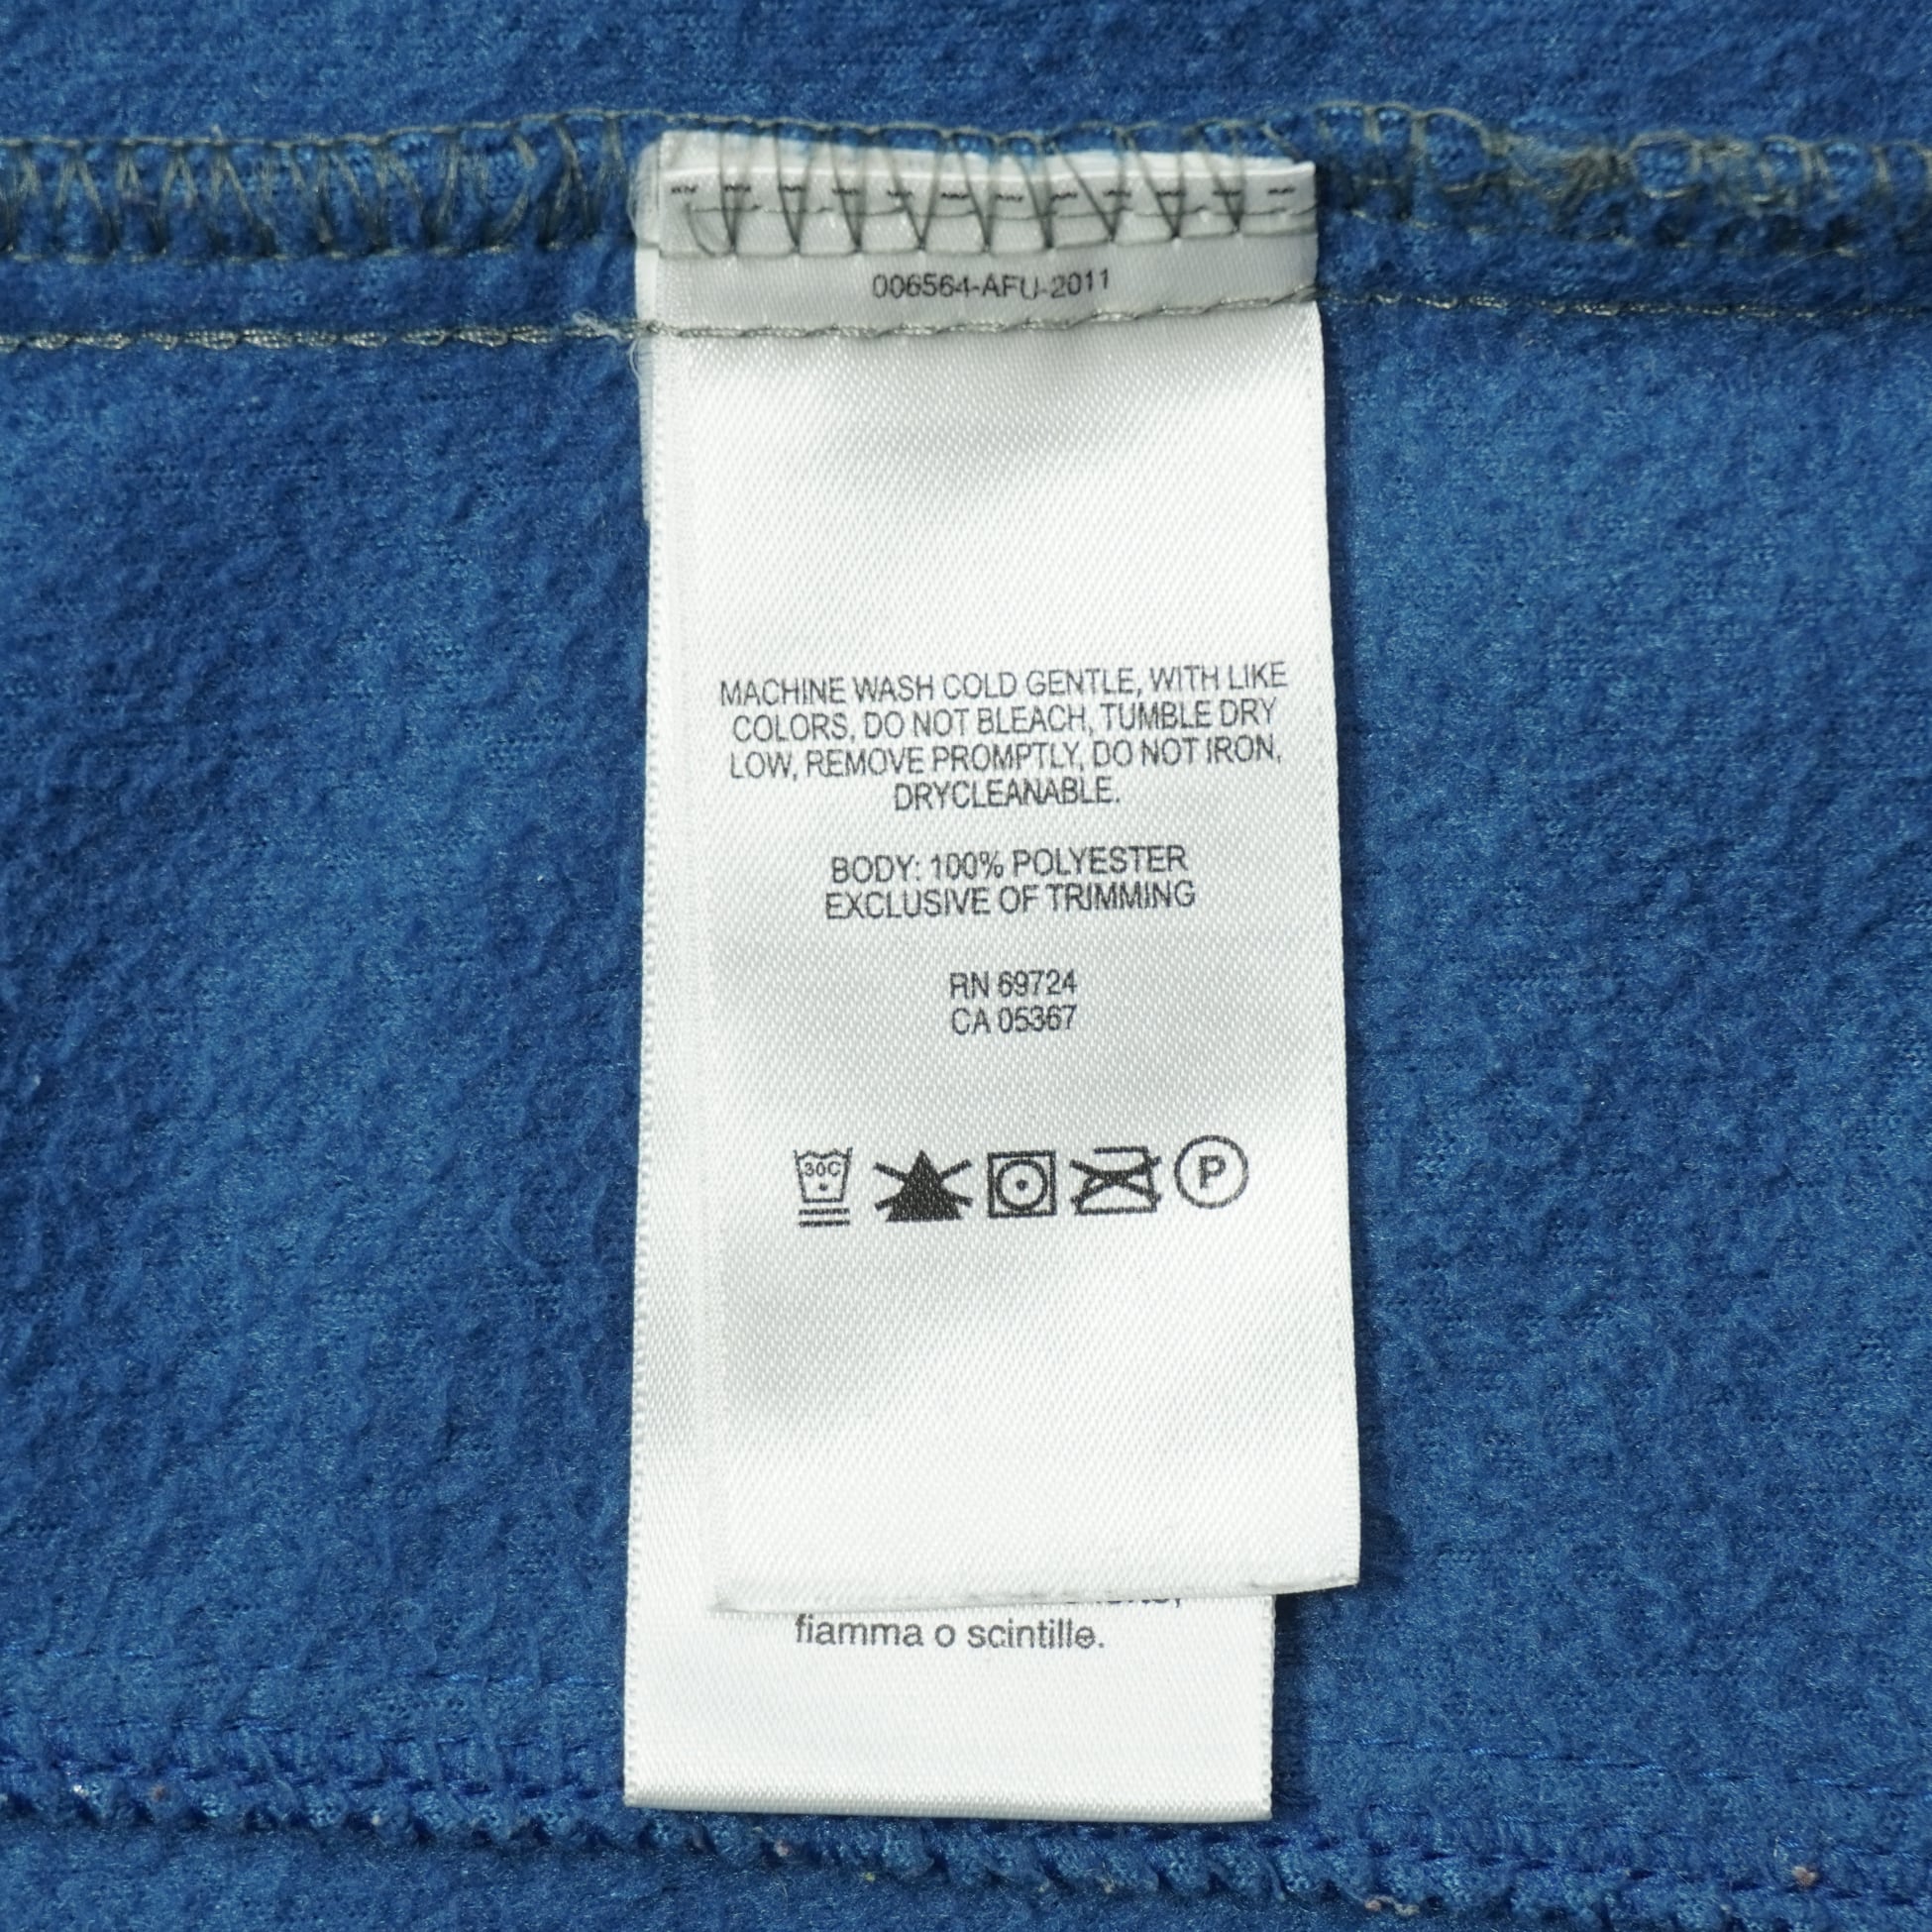 006564-AFU-2011
MACHINE WASH COLD GENTLE, WITH LIKE
COLORS, DO NOT BLEACH, TUMBLE DRY
LOW, REMOVE PROMPTLY, DO NOT IRON,
DRYCLEANABLE.
BODY: 100% POLYESTER
EXCLUSIVE OF TRIMMING
RN 69724
CA 05367
30C
P
fiamma o scintille.